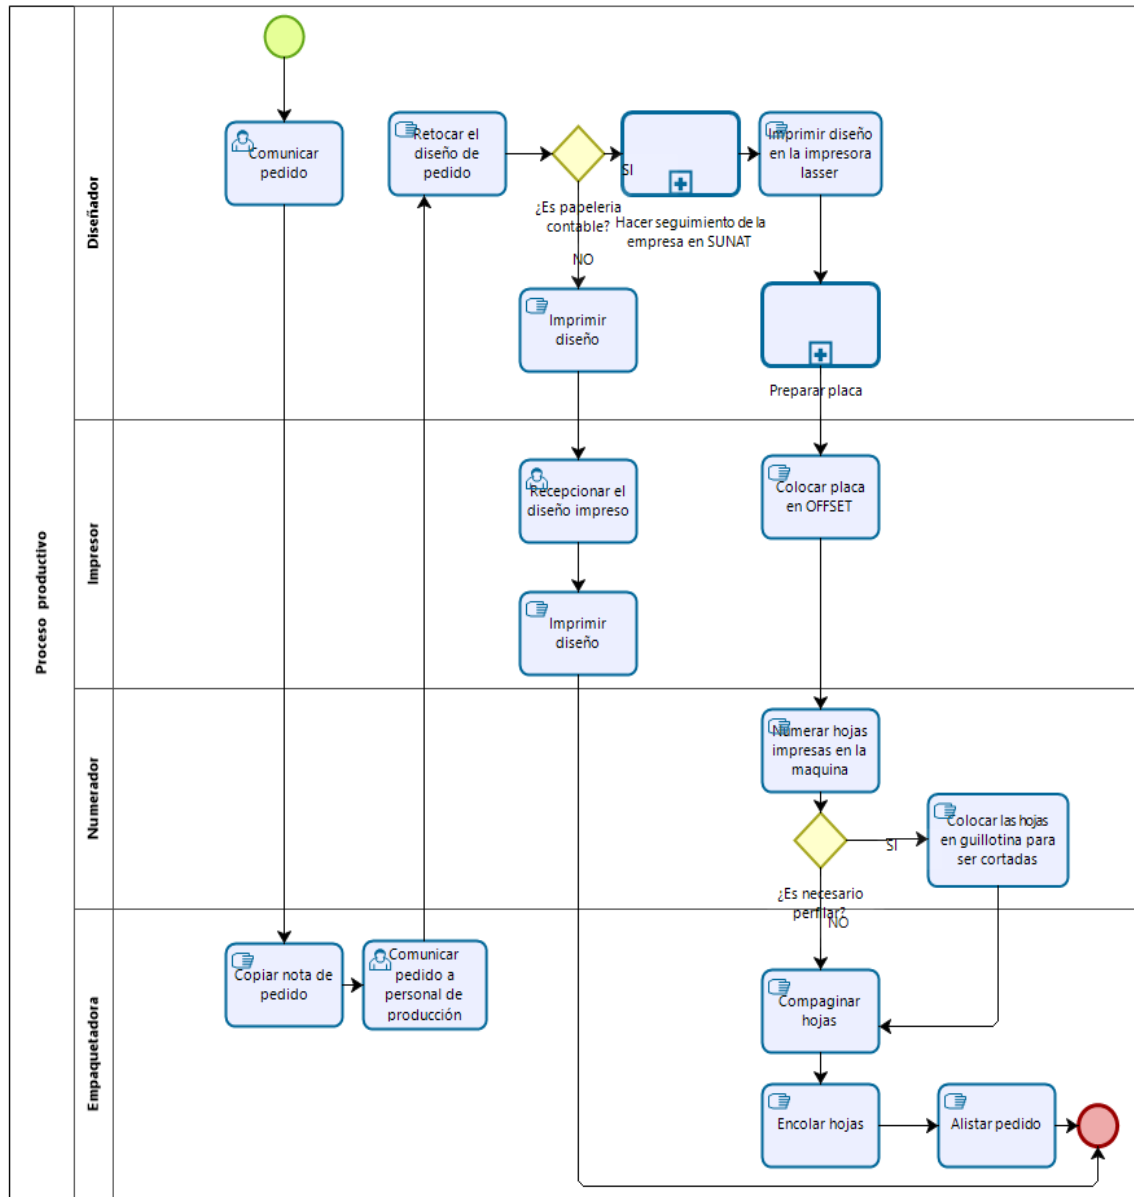 Proceso productivo
Diseñador
Comunicar
pedido
Retocar el
diseño de
pedido
¿Es papeleria
contable?
SI
NO
Hacer seguimiento de la
empresa en SUNAT
Imprimir diseño
en la impresora
lasser
Imprimir
diseño
Preparar placa
Impresor
Recepcionar el
diseño impreso
Imprimir
diseño
Colocar placa
en OFFSET
Numerador
Numerar hojas
impresas en la
maquina
¿Es necesario
perfilar?
SI
NO
Colocar las hojas
en guillotina para
ser cortadas
Empaquetadora
Copiar nota de
pedido
Comunicar
pedido a
personal de
producción
Compaginar
hojas
Encolar hojas
Alistar pedido